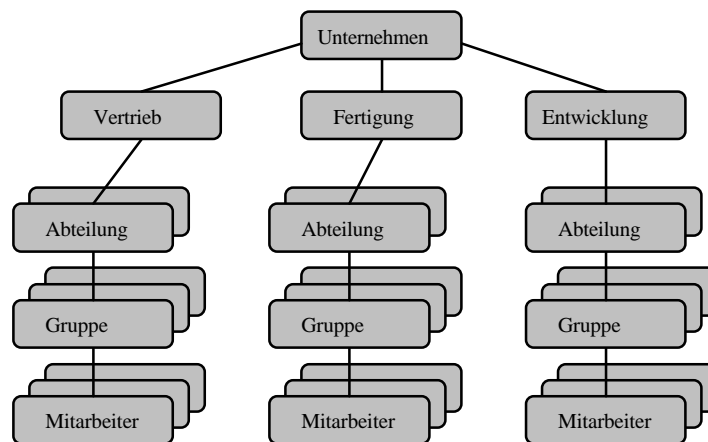 Unternehmen
Vertrieb Fertigung Entwicklung
Abteilung Abteilung Abteilung
Gruppe Gruppe Gruppe
Mitarbeiter Mitarbeiter Mitarbeiter